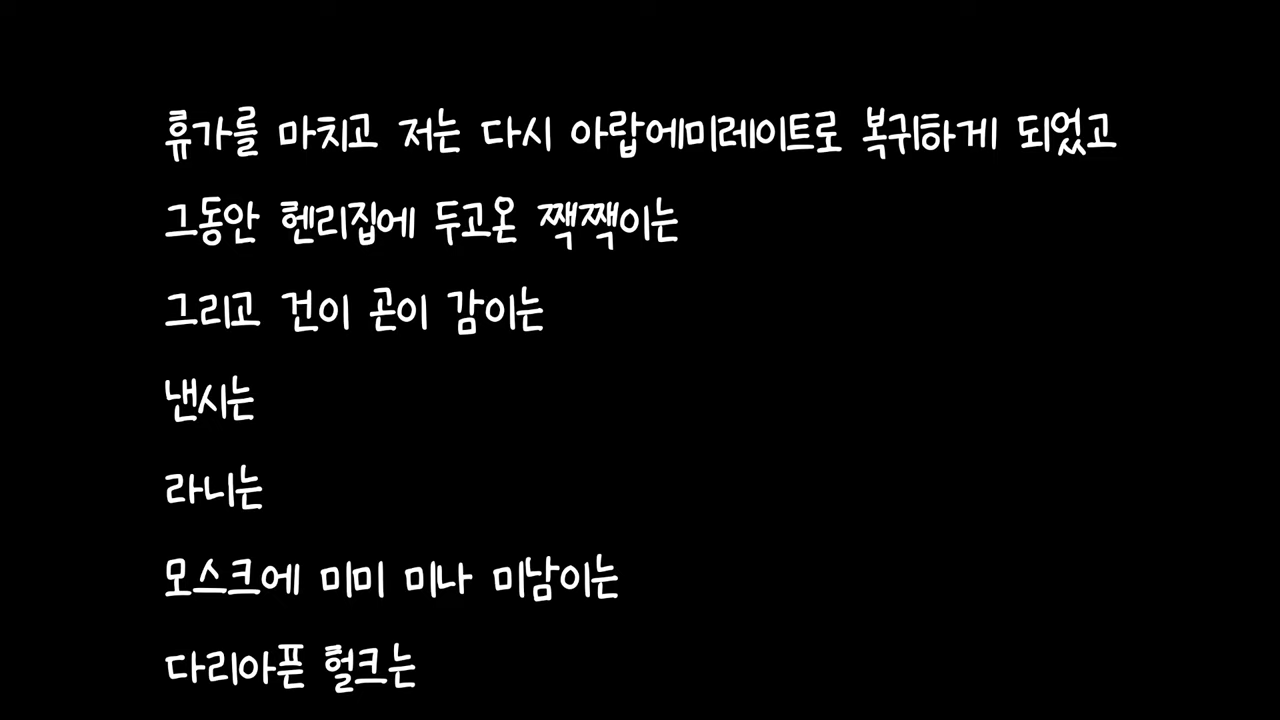 휴가를 마치고 저는 다시 아랍에미레이트로 복귀하게 되었고
그동안 헨리집에 두고온 짹짹이는
그리고 건이 곤이 감이는
낸시는
라니는
모스크에 미미 미나 미남이는
다리아픈 헐크는